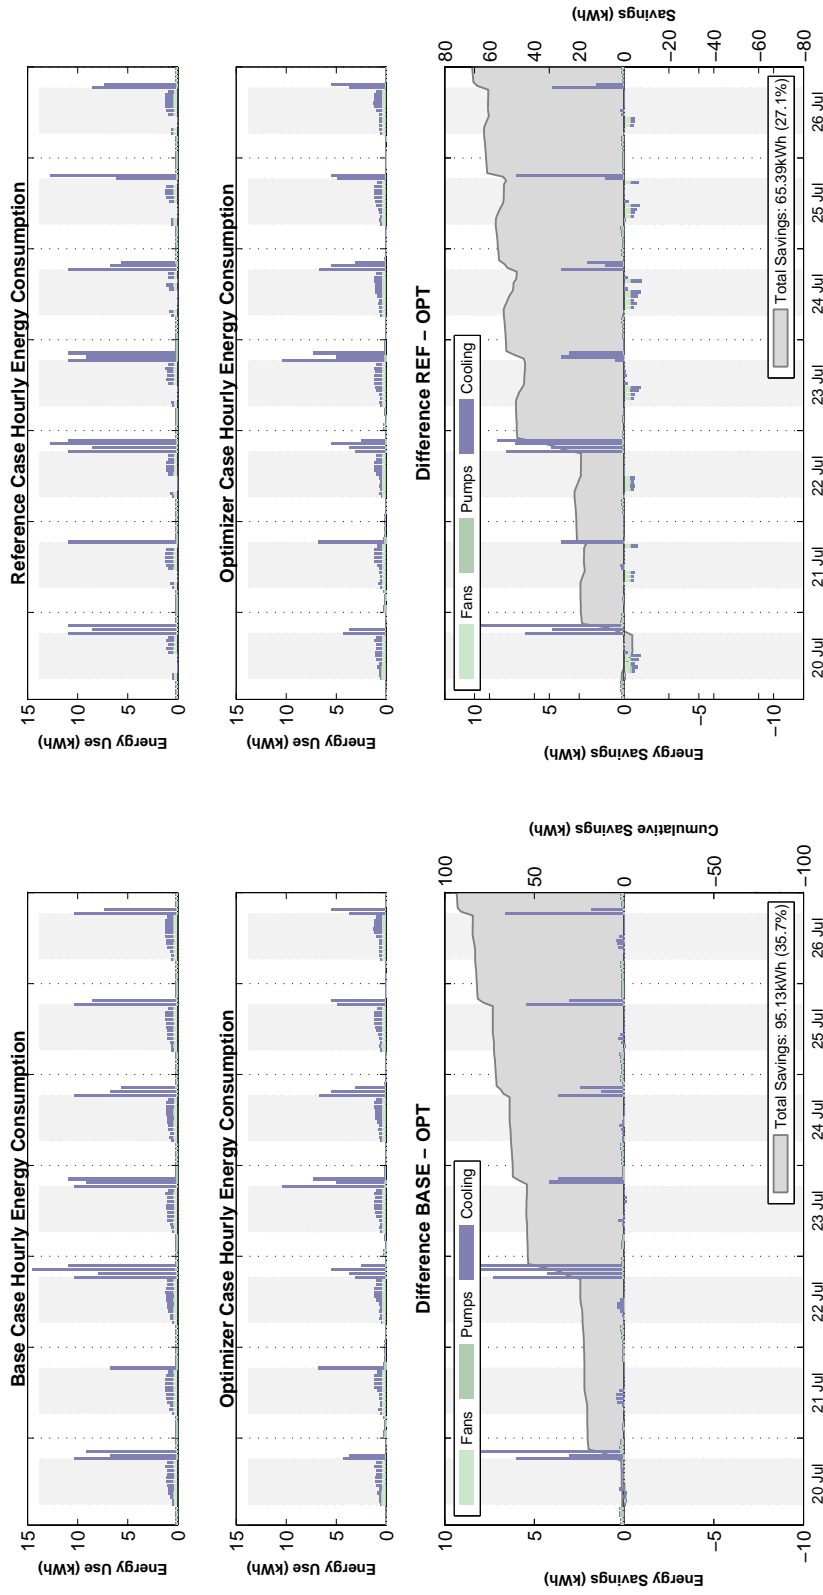 Base Case Hourly Energy Consumption
Energy Use (kWh)
15
10
5
0
Optimizer Case Hourly Energy Consumption
Energy Use (kWh)
15
10
5
0
Difference BASE – OPT
Energy Savings (kWh)
10
5
0
−5
−10
Fans
Pumps
Cooling
Cumulative Savings (kWh)
100
50
0
−50
−100
Total Savings: 95.13kWh (35.7%)
20 Jul
21 Jul
22 Jul
23 Jul
24 Jul
25 Jul
26 Jul
Reference Case Hourly Energy Consumption
Energy Use (kWh)
15
10
5
0
Optimizer Case Hourly Energy Consumption
Energy Use (kWh)
15
10
5
0
Difference REF – OPT
Energy Savings (kWh)
10
5
0
−5
−10
Fans
Pumps
Cooling
Savings (kWh)
80
60
40
20
0
−20
−40
−60
−80
Total Savings: 65.39kWh (27.1%)
20 Jul
21 Jul
22 Jul
23 Jul
24 Jul
25 Jul
26 Jul